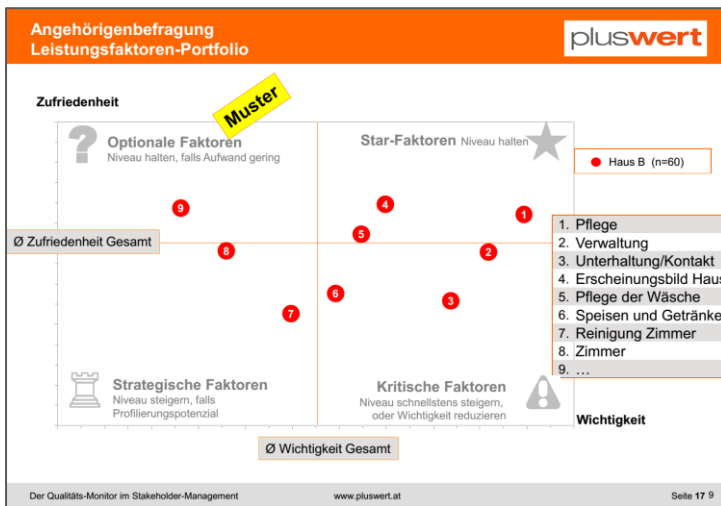 Angehörigenbefragung
Leistungsfaktoren-Portfolio
pluswert
Zufriedenheit
Muster
?
Optionale Faktoren
Niveau halten, falls Aufwand gering
Star-Faktoren Niveau halten
Haus B (n=60)
9
4
1
5
Ø Zufriedenheit Gesamt
8
2
6
3
7
1. Pflege
2. Verwaltung
3. Unterhaltung/Kontakt
4. Erscheinungsbild Haus
5. Pflege der Wäsche
6. Speisen und Getränke
7. Reinigung Zimmer
8. Zimmer
9. ...
Strategische Faktoren
Niveau steigern, falls
Profilierungspotenzial
Kritische Faktoren
Niveau schnellstens steigern,
oder Wichtigkeit reduzieren
!
Wichtigkeit
Ø Wichtigkeit Gesamt
Der Qualitäts-Monitor im Stakeholder-Management www.pluswert.at Seite 17 9